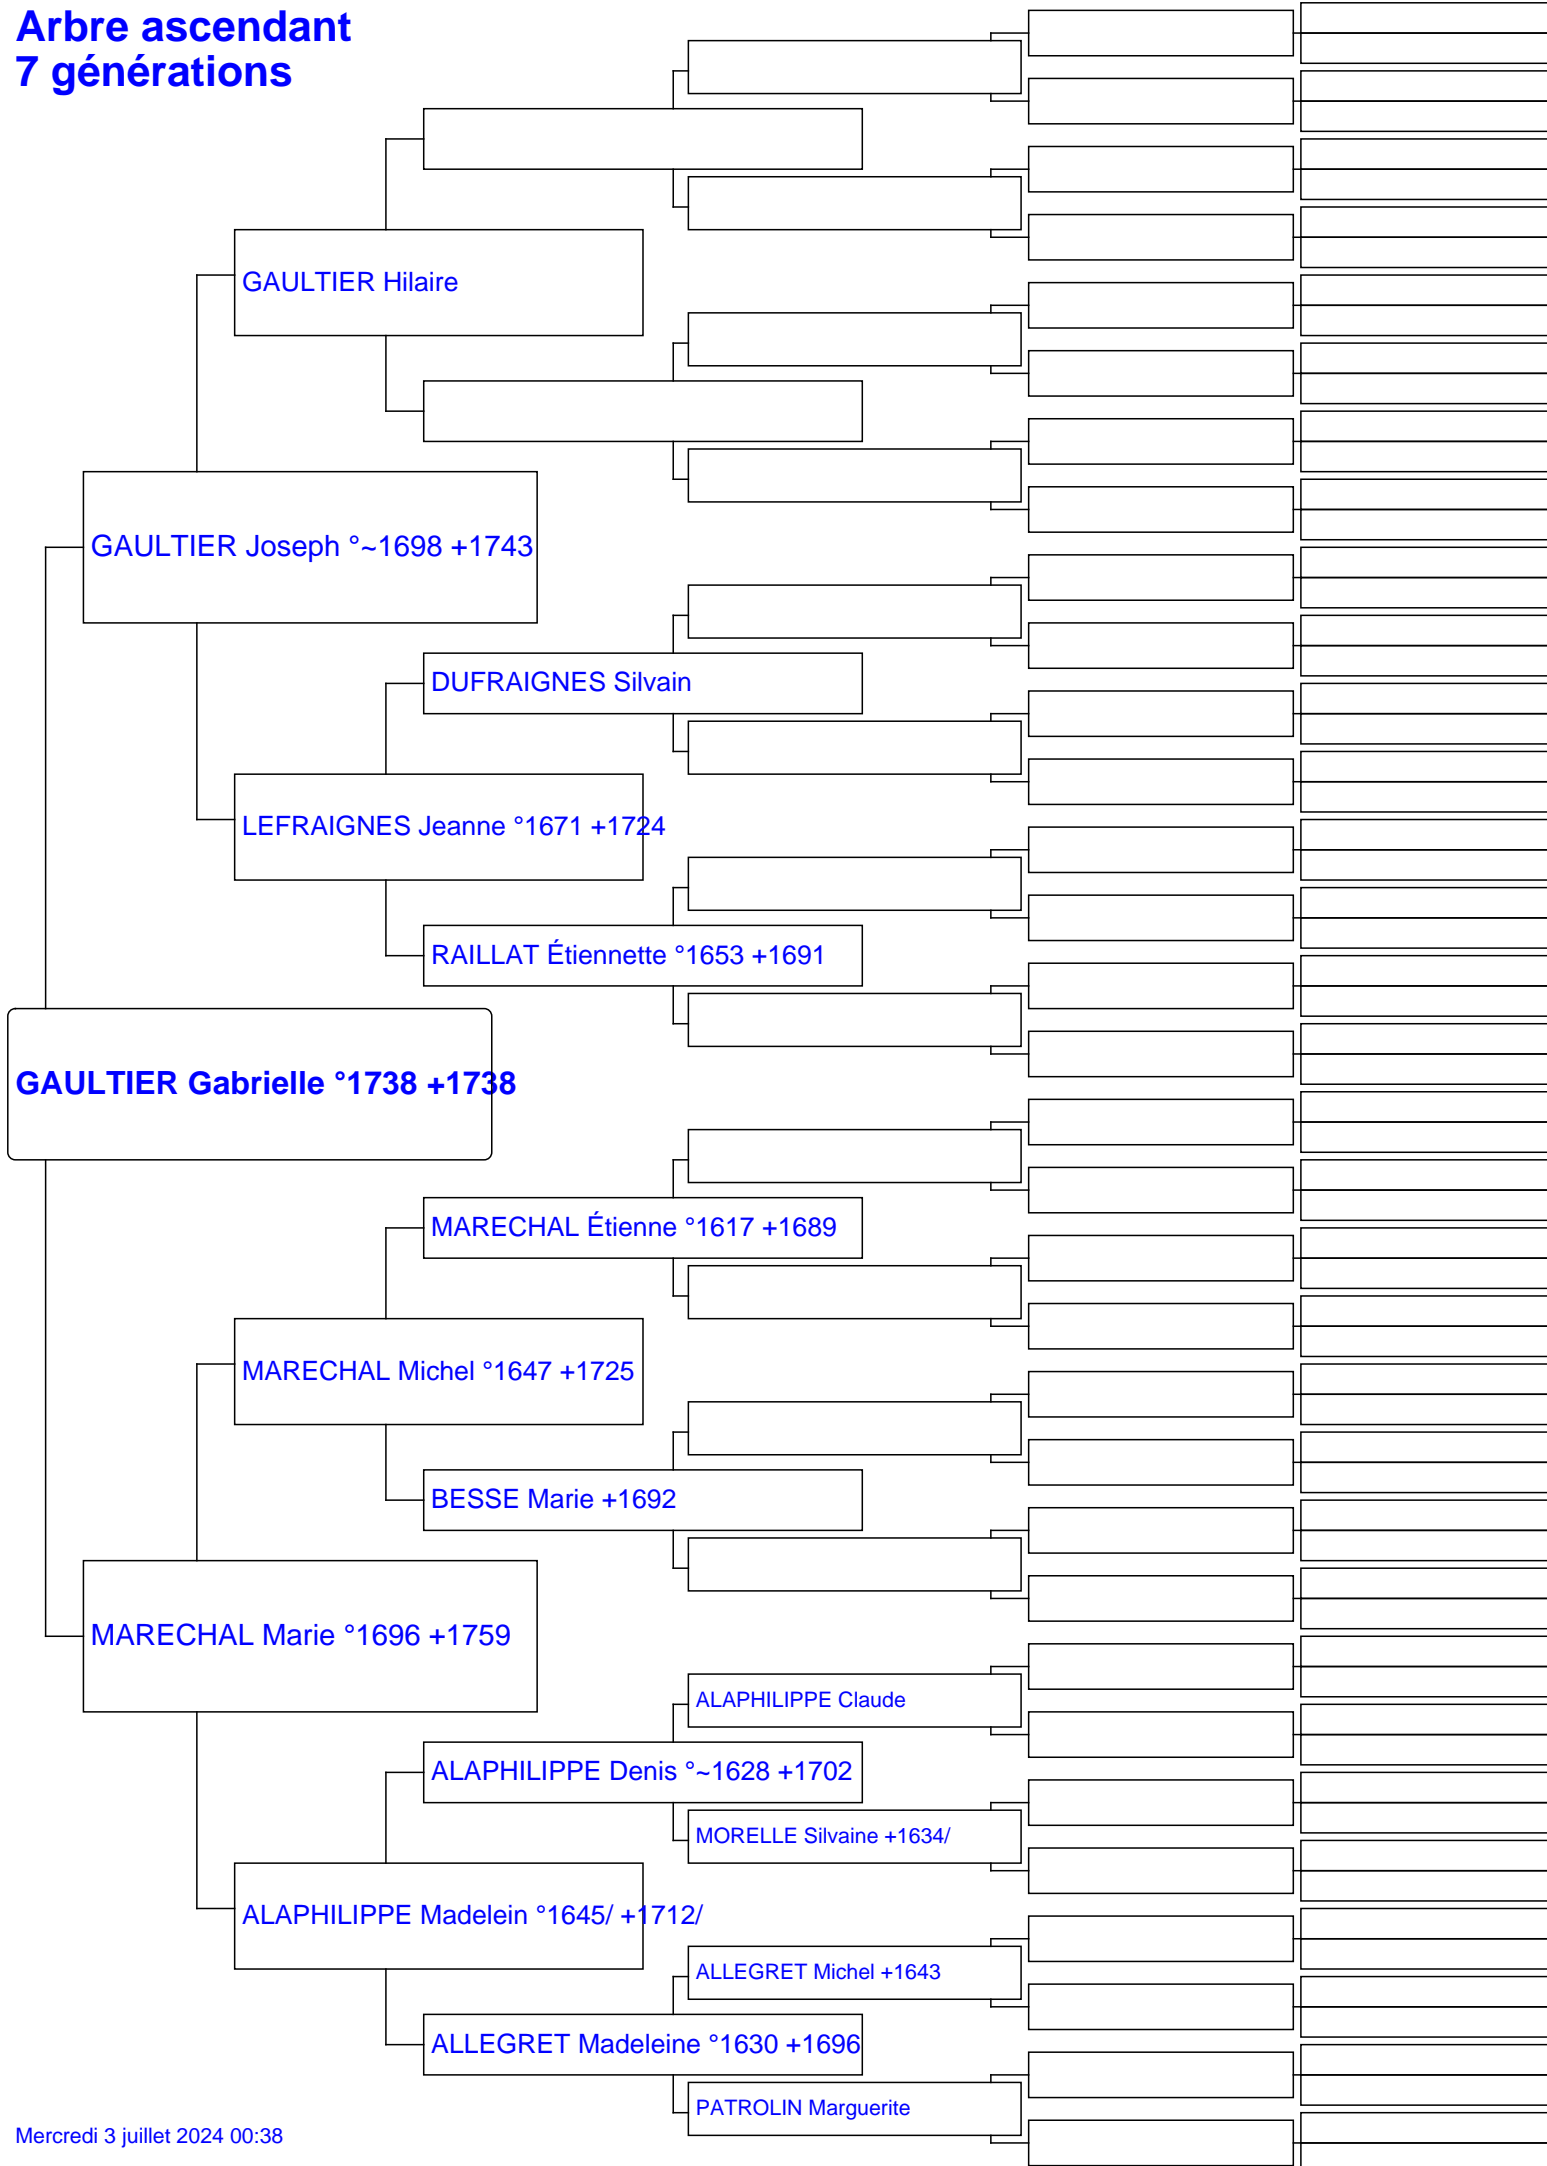 Arbre ascendant
7 générations
GAULTIER Hilaire
GAULTIER Joseph °~1698 +1743
DUFRAIGNES Silvain
LEFRAIGNES Jeanne °1671 +1724
RAILLAT Étiennette °1653 +1691
GAULTIER Gabrielle °1738 +1738
MARECHAL Étienne °1617 +1689
MARECHAL Michel °1647 +1725
BESSE Marie +1692
MARECHAL Marie °1696 +1759
ALAPHILIPPE Claude
ALAPHILIPPE Denis °~1628 +1702
MORELLE Silvaine +1634/
ALAPHILIPPE Madelein °1645/ +1712/
ALLEGRET Michel +1643
ALLEGRET Madeleine °1630 +1696
PATROLIN Marguerite
Mercredi 3 juillet 2024 00:38